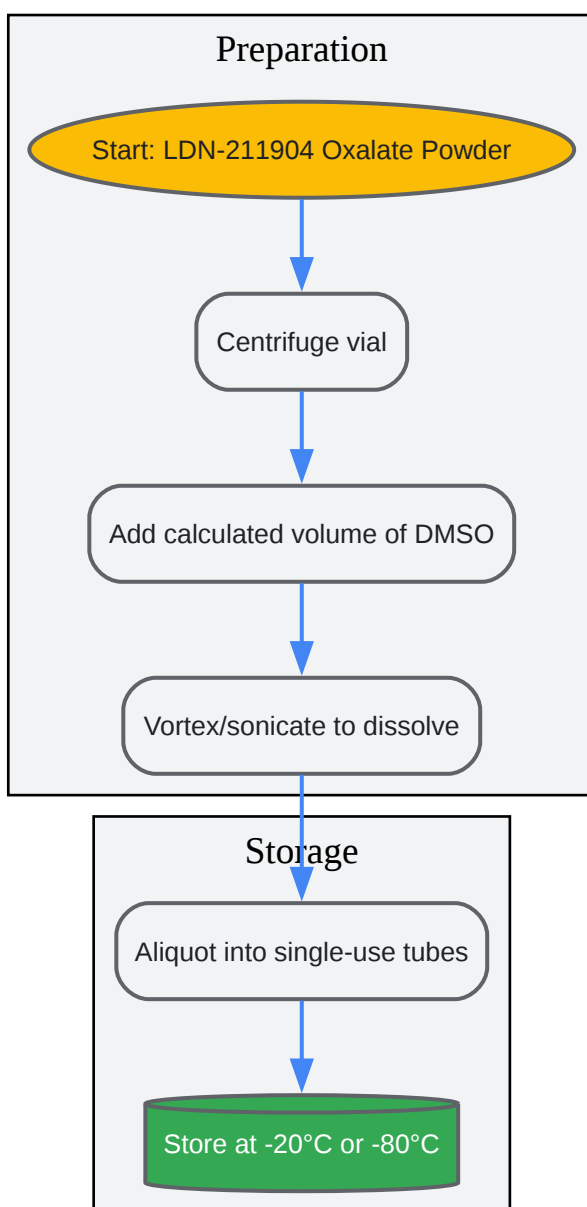 Preparation
Start: LDN-211904 Oxalate Powder
Centrifuge vial
Add calculated volume of DMSO
Vortex/sonicate to dissolve
Storage
Aliquot into single-use tubes
Store at -20°C or -80°C